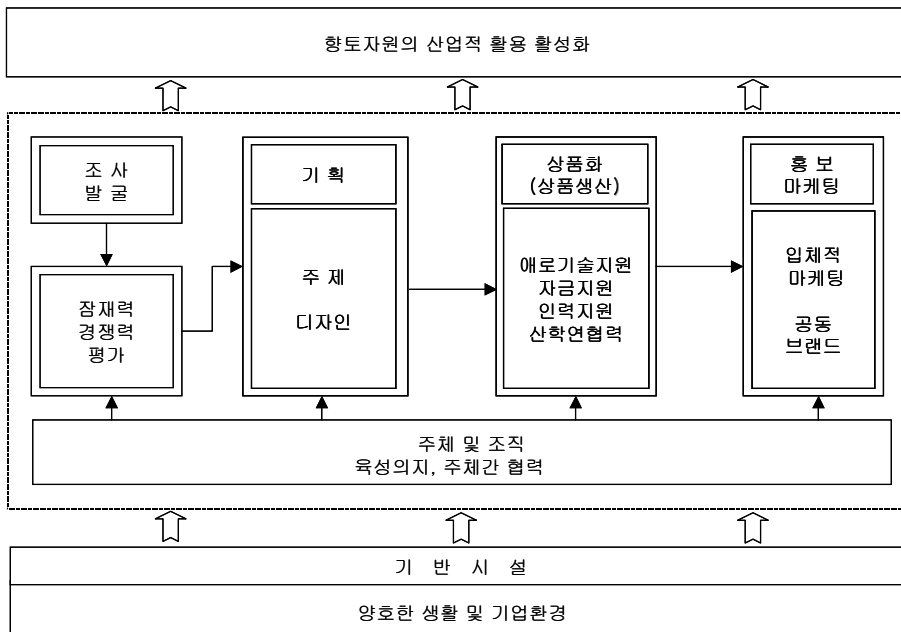 향토자원의 산업적 활용 활성화
조 사
발 굴
잠재력
경쟁력
평가
기 획
주 제
디자인
상품화
(상품생산)
애로기술지원
자금지원
인력지원
산학연협력
홍 보
마케팅
입체적
마케팅
공동
브랜드
주체 및 조직
육성의지, 주체간 협력
기 반 시 설
양호한 생활 및 기업환경